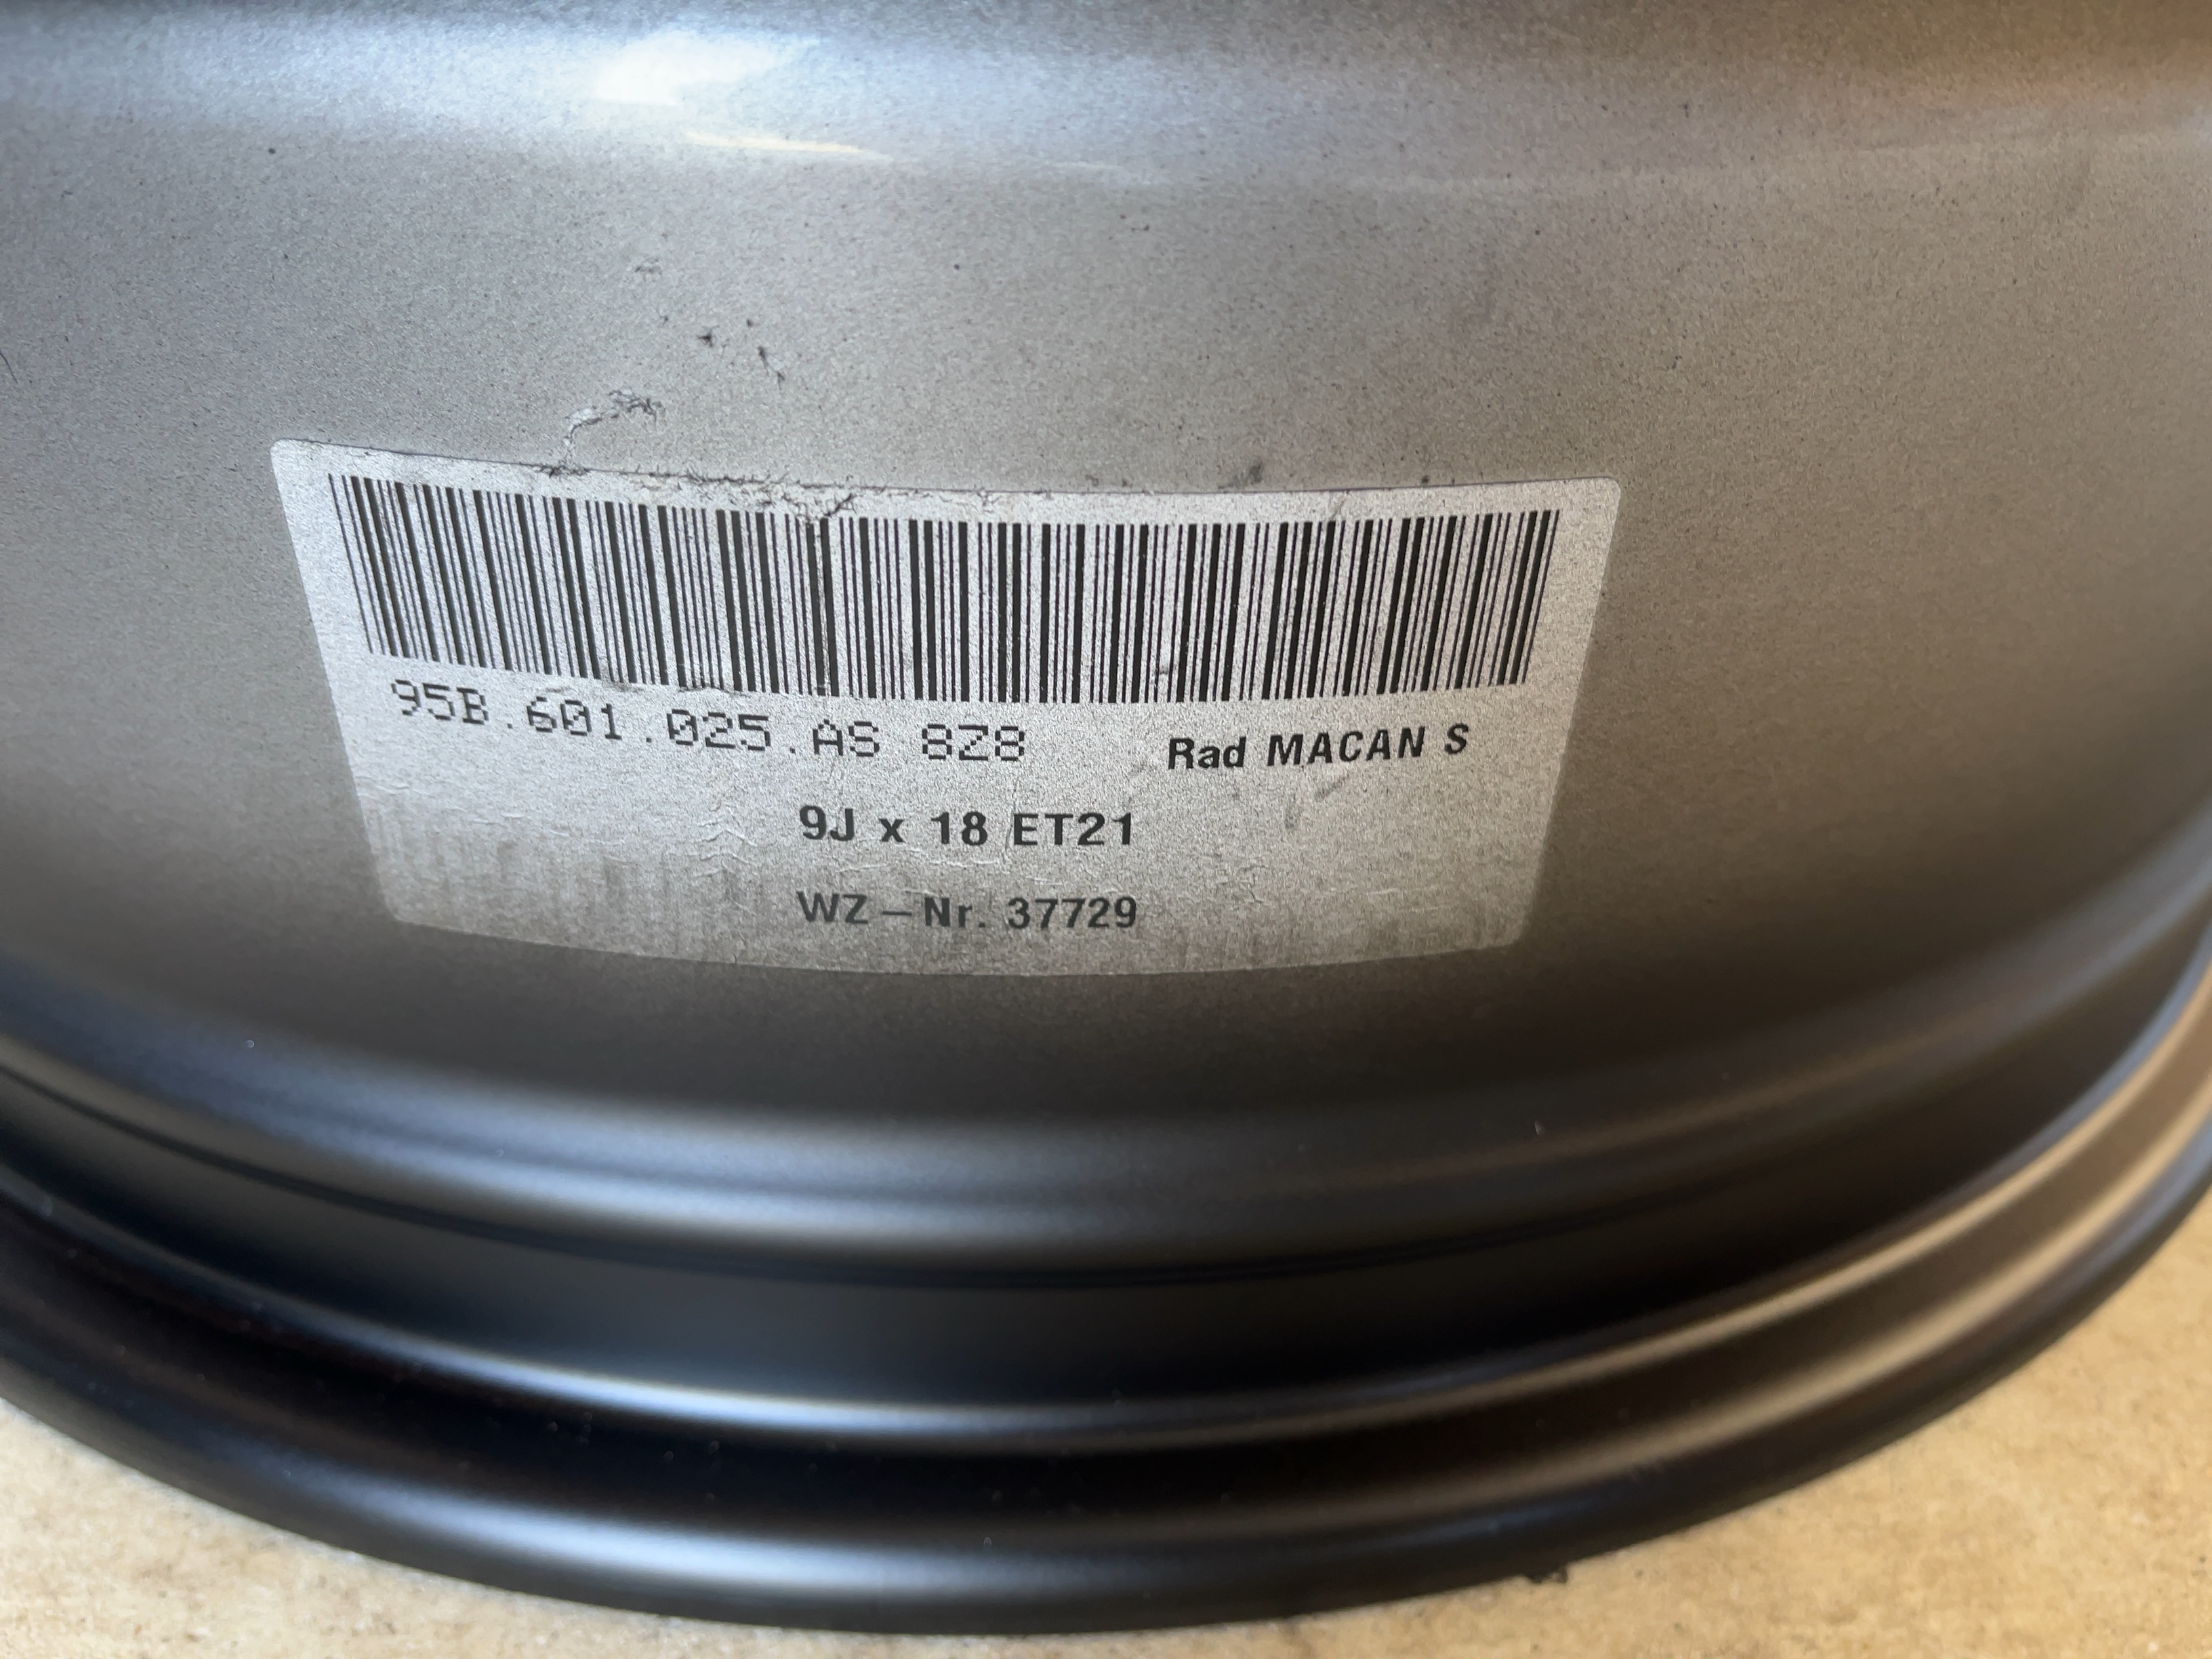 95B.601.025.AS 8Z8 Rad MACAN S
9J x 18 ET21
WZ – Nr. 37729